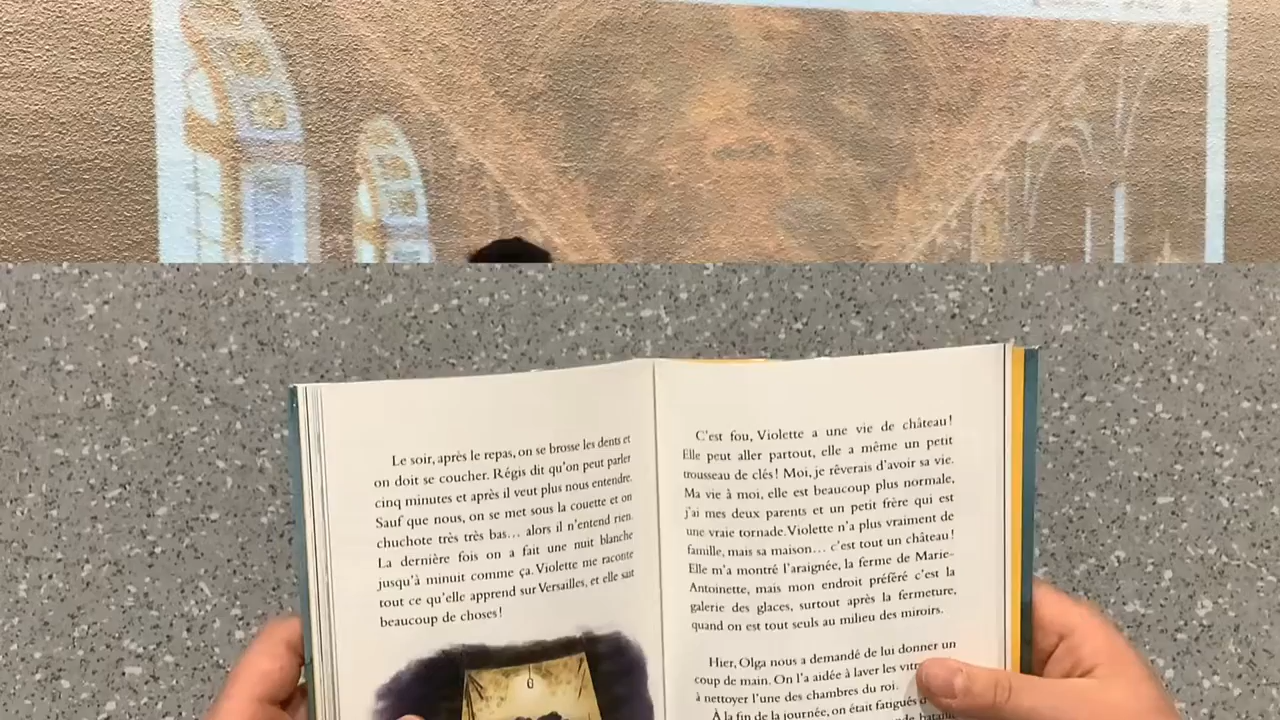 Le soir, après le repas, on se brosse les dents et
on doit se coucher. Régis dit qu'on peut parler
cinq minutes et après il veut plus nous entendre.
Sauf que nous, on se met sous la couette et on
chuchote très très bas... alors il n'entend rien.
La dernière fois on a fait une nuit blanche
jusqu'à minuit comme ça. Violette me raconte
tout ce qu'elle apprend sur Versailles, et elle sait
beaucoup de choses!
C'est fou, Violette a une vie de château!
Elle peut aller partout, elle a même un petit
trousseau de clés! Moi, je rêverais d'avoir sa vie.
Ma vie à moi, elle est beaucoup plus normale,
j'ai mes deux parents et un petit frère qui est
une vraie tornade. Violette n'a plus vraiment de
famille, mais sa maison... c'est tout un château!
Elle m'a montré l'araignée, la ferme de Marie-
Antoinette, mais mon endroit préféré c'est la
galerie des glaces, surtout après la fermeture,
quand on est tout seuls au milieu des miroirs.
Hier, Olga nous a demandé de lui donner un
coup de main. On l'a aidée à laver les
à nettoyer l'une des chambres du roi.
À la fin de la journée, on était fatigués